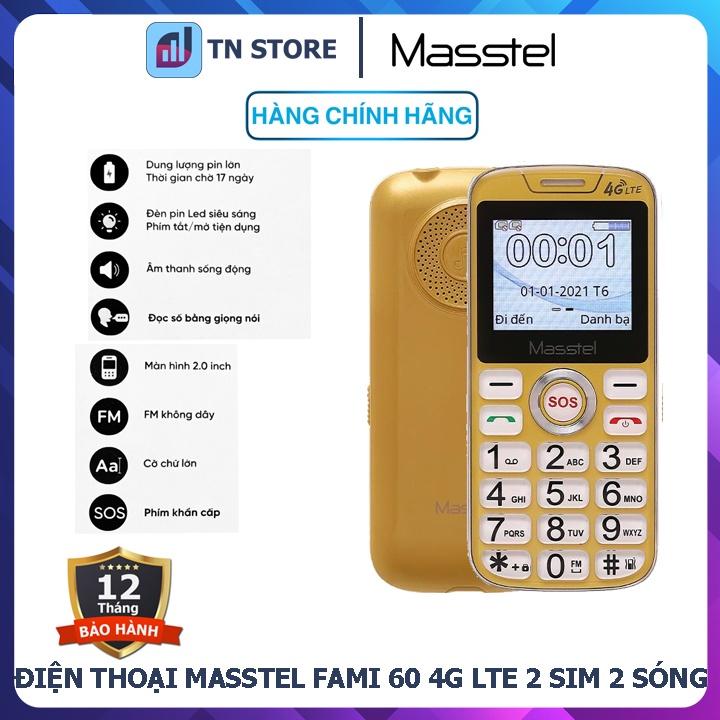 TN STORE
Masstel
HÀNG CHÍNH HÃNG
Dung lượng pin lớn
Thời gian chờ 17 ngày
Đèn pin Led siêu sáng
Phím tắt/mở tiện dụng
Âm thanh sống động
Đọc số bằng giọng nói
Màn hình 2.0 inch
FM
FM không dây
Aa
Cỡ chữ lớn
SOS
Phím khẩn cấp
4G LTE
00:01
01-01-2021 T6
Đi đến
Danh bạ
Masstel
SOS
1
2 ABC
3 DEF
4 GHI
5 JKL
6 MNO
7 PQRS
8 TUV
9 WXYZ
* +
0 FM
#
Mas
12
Tháng
BẢO HÀNH
ĐIỆN THOẠI MASSTEL FAMI 60 4G LTE 2 SIM 2 SÓNG